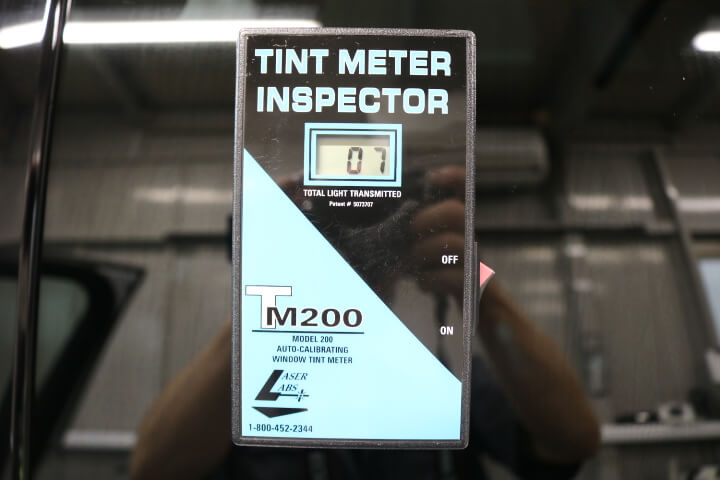 TINT METER
INSPECTOR
07
TOTAL LIGHT TRANSMITTED
Patent # 5073707
OFF
ON
TM200
MODEL 200
AUTO-CALIBRATING
WINDOW TINT METER
LASER
LABS
1-800-452-2344